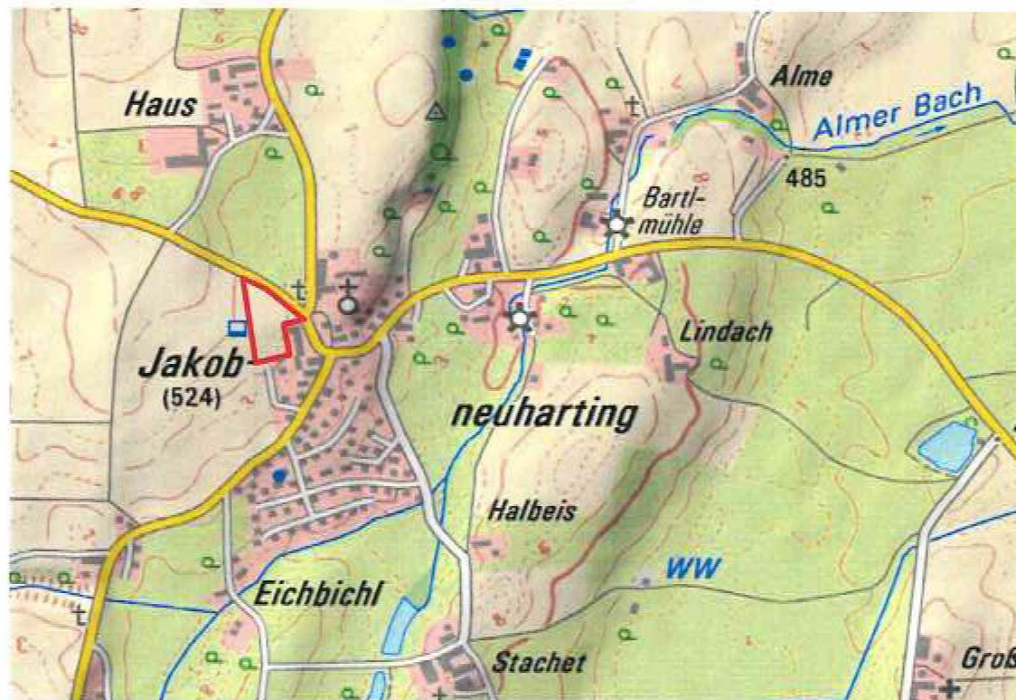 Haus
Alme
Almer Bach
485
Bartl-
mühle
Jakob-
(524)
neuharting
Lindach
Halbeis
WW
Eichbichl
Stachet
Groß